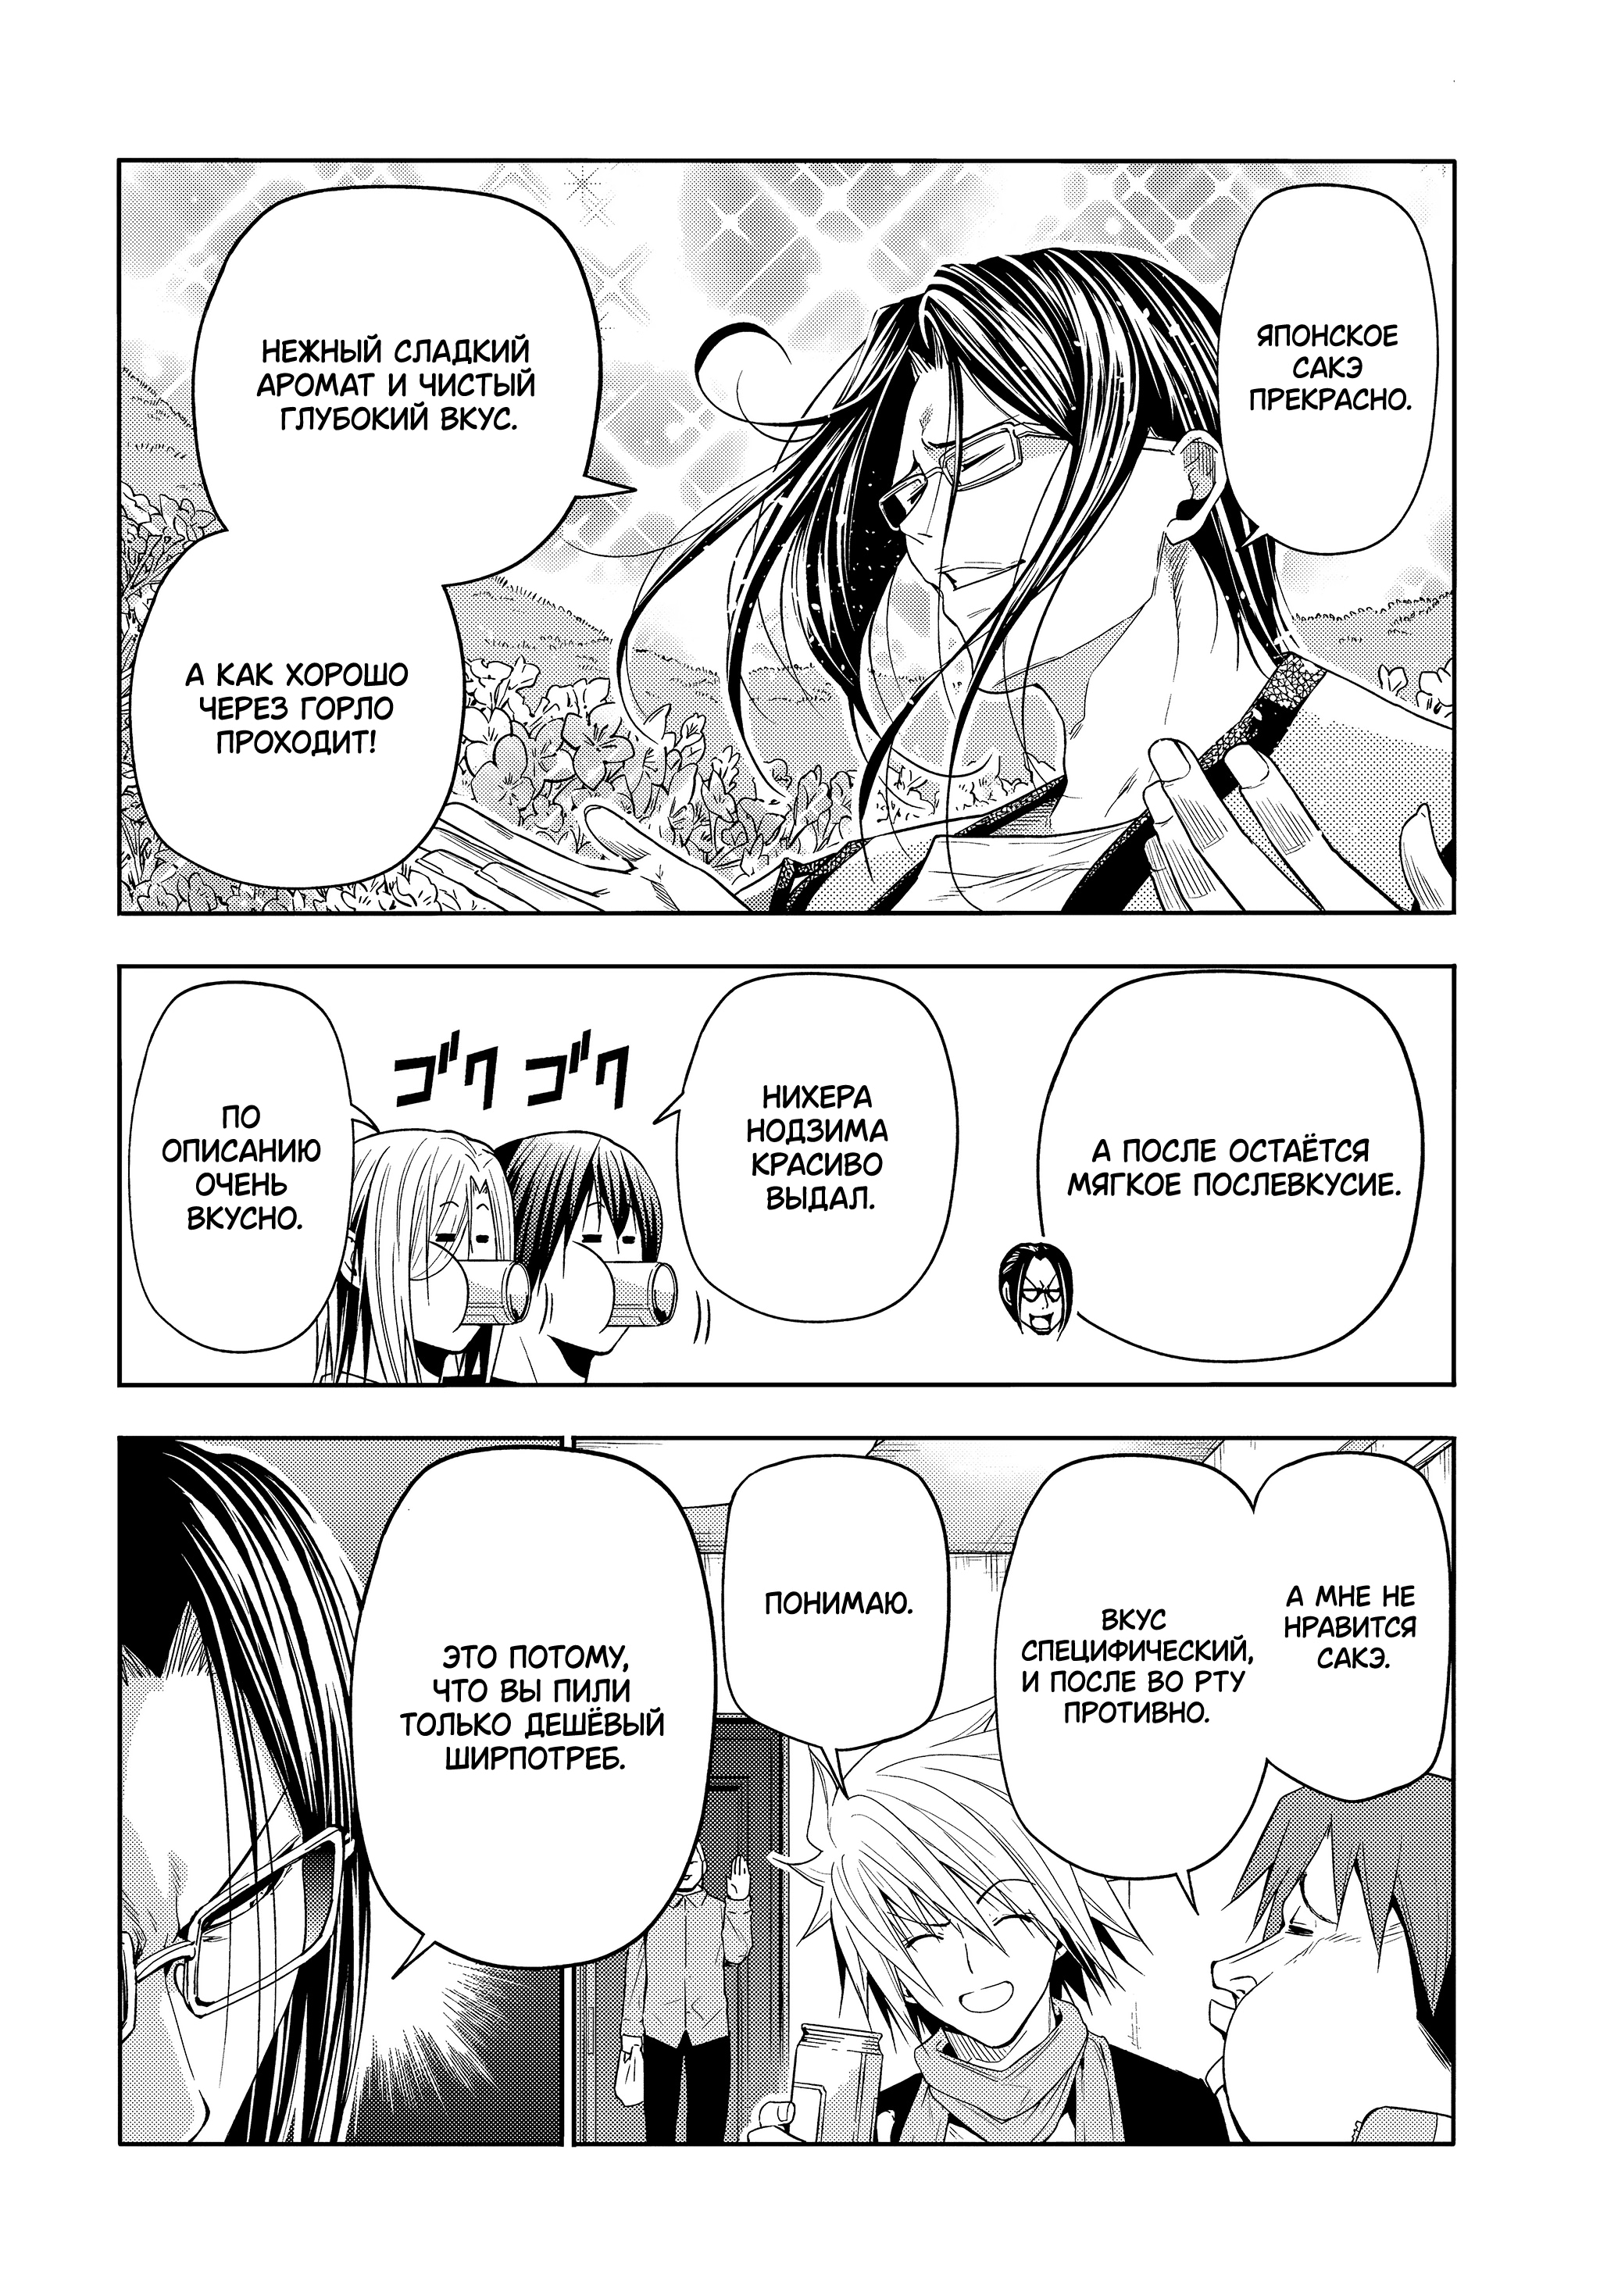 ЯПОНСКОЕ
САКЭ
ПРЕКРАСНО.
НЕЖНЫЙ СЛАДКИЙ
АРОМАТ И ЧИСТЫЙ
ГЛУБОКИЙ ВКУС.
А КАК ХОРОШО
ЧЕРЕЗ ГОРЛО
ПРОХОДИТ!
А ПОСЛЕ ОСТАЁТСЯ
МЯГКОЕ ПОСЛЕВКУСИЕ.
НИХЕРА
НОДЗИМА
КРАСИВО
ВЫДАЛ.
ゴク ゴク
ПО
ОПИСАНИЮ
ОЧЕНЬ
ВКУСНО.
А МНЕ НЕ
НРАВИТСЯ
САКЭ.
ВКУС
СПЕЦИФИЧЕСКИЙ,
И ПОСЛЕ ВО РТУ
ПРОТИВНО.
ПОНИМАЮ.
ЭТО ПОТОМУ,
ЧТО ВЫ ПИЛИ
ТОЛЬКО ДЕШЁВЫЙ
ШИРПОТРЕБ.